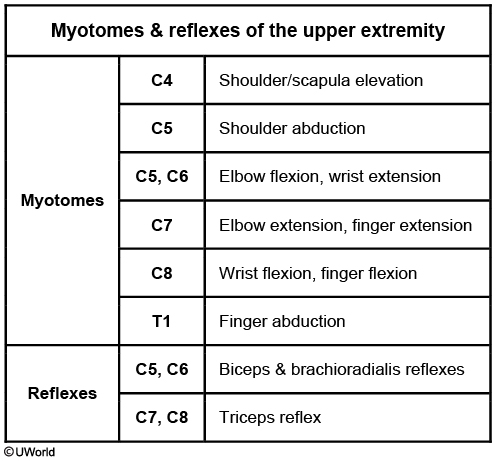 Myotomes & reflexes of the upper extremity
Myotomes
C4 Shoulder/scapula elevation
C5 Shoulder abduction
C5, C6 Elbow flexion, wrist extension
C7 Elbow extension, finger extension
C8 Wrist flexion, finger flexion
T1 Finger abduction
Reflexes
C5, C6 Biceps & brachioradialis reflexes
C7, C8 Triceps reflex
©UWorld